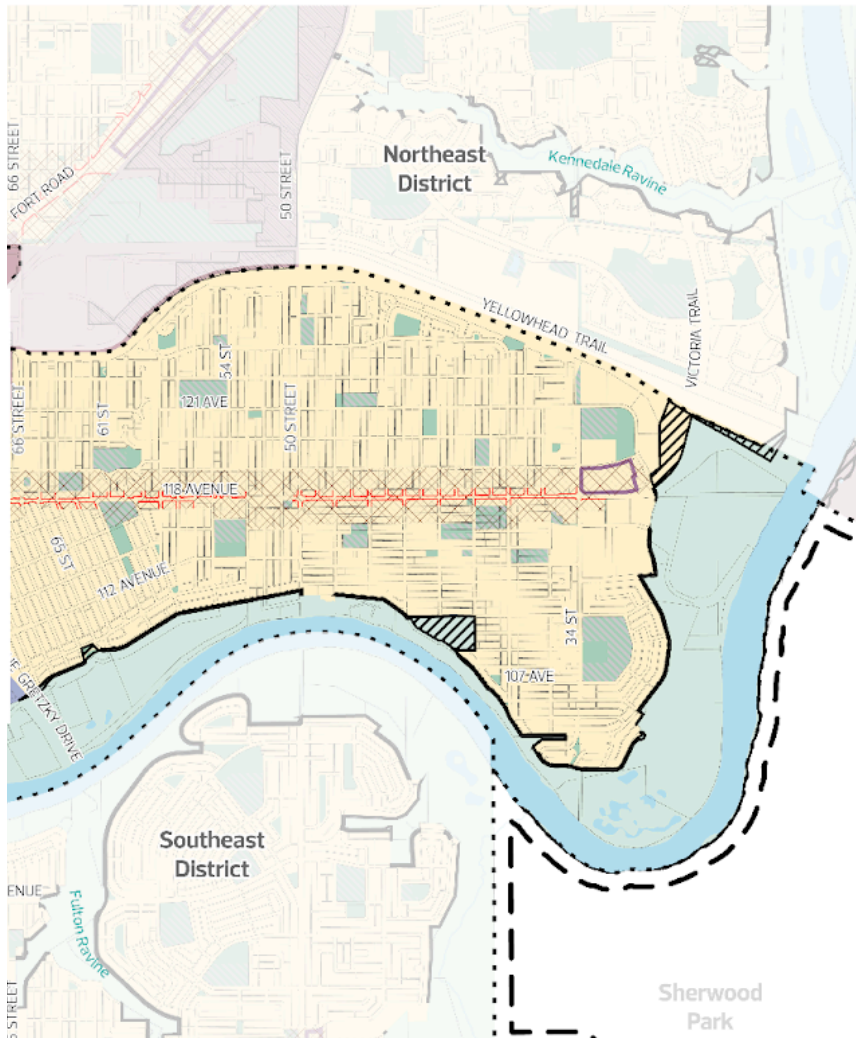 66 STREET
FORT ROAD
50 STREET
Northeast
District
Kennedale Ravine
YELLOWHEAD TRAIL
VICTORIA TRAIL
54 ST
121 AVE
66 STREET
61 ST
50 STREET
118 AVENUE
65 ST
112 AVENUE
34 ST
107 AVE
GRETZKY DRIVE
Southeast
District
ENUE
Fulton Ravine
STREET
Sherwood
Park